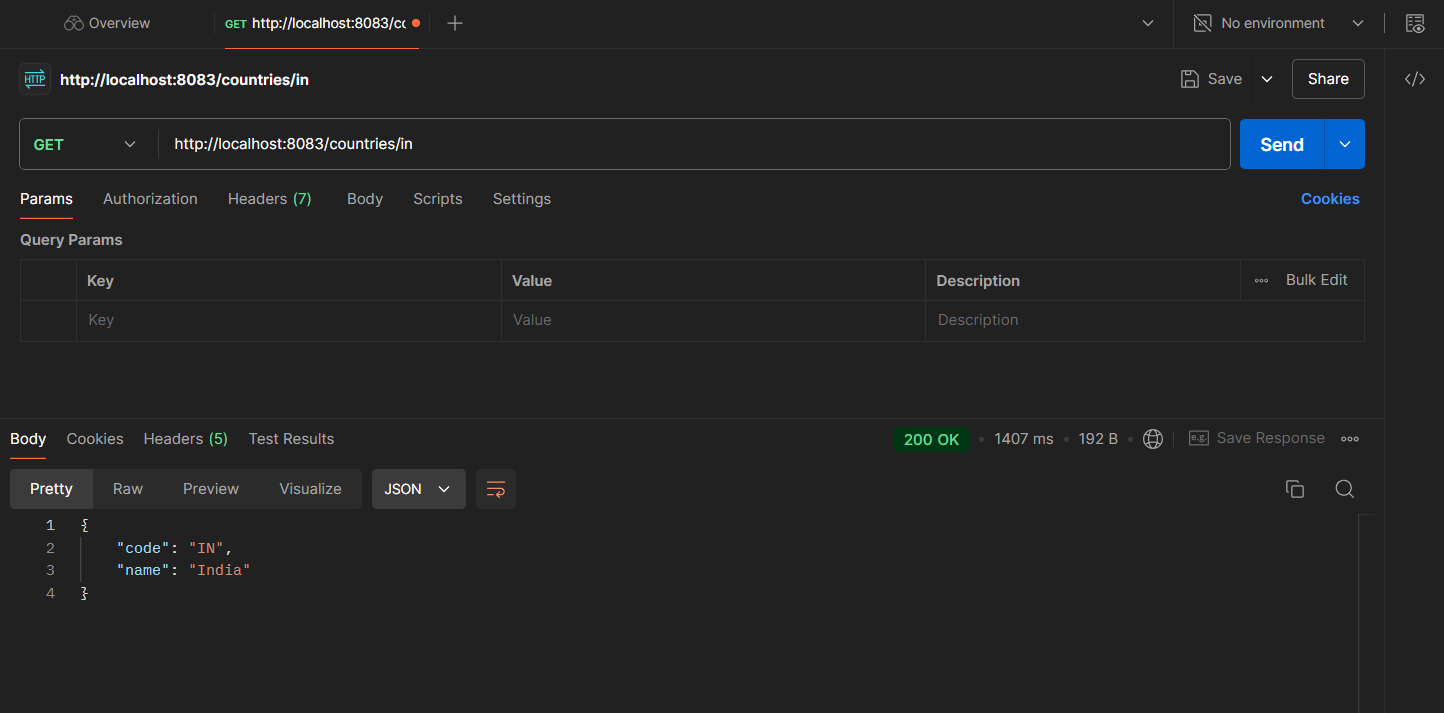 Overview GET http://localhost:8083/cc No environment
HTTP http://localhost:8083/countries/in Save Share </>
GET http://localhost:8083/countries/in Send
Params Authorization Headers (7) Body Scripts Settings Cookies
Query Params
Key Value Description Bulk Edit
Key Value Description
Body Cookies Headers (5) Test Results 200 OK • 1407 ms • 192 B • e.g. Save Response
Pretty Raw Preview Visualize JSON
1 {
2 "code": "IN",
3 "name": "India"
4 }